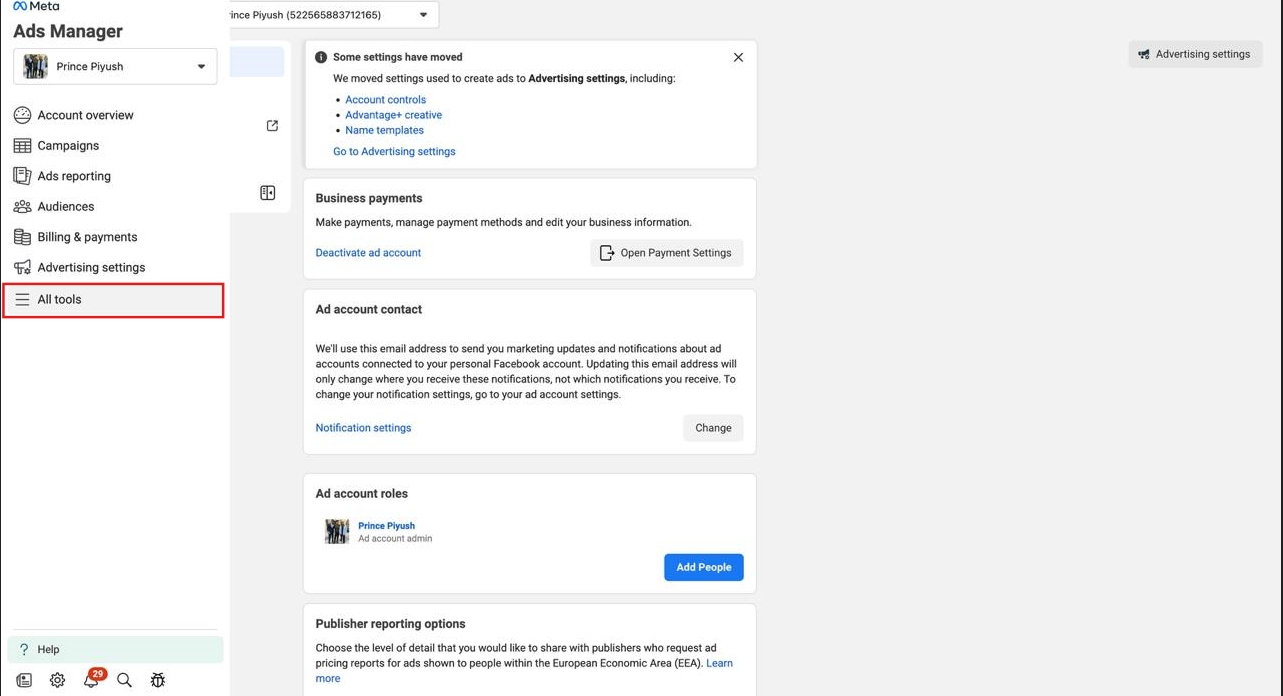 Meta
Ads Manager
Prince Piyush
Account overview
Campaigns
Ads reporting
Audiences
Billing & payments
Advertising settings
All tools
Help
29
rince Piyush (522565883712165)
Some settings have moved
We moved settings used to create ads to Advertising settings, including:
• Account controls
• Advantage+ creative
• Name templates
Go to Advertising settings
Business payments
Make payments, manage payment methods and edit your business information.
Deactivate ad account
Open Payment Settings
Ad account contact
We'll use this email address to send you marketing updates and notifications about ad
accounts connected to your personal Facebook account. Updating this email address will
only change where you receive these notifications, not which notifications you receive. To
change your notification settings, go to your ad account settings.
Notification settings
Change
Ad account roles
Prince Piyush
Ad account admin
Add People
Publisher reporting options
Choose the level of detail that you would like to share with publishers who request ad
pricing reports for ads shown to people within the European Economic Area (EEA). Learn
more
Advertising settings